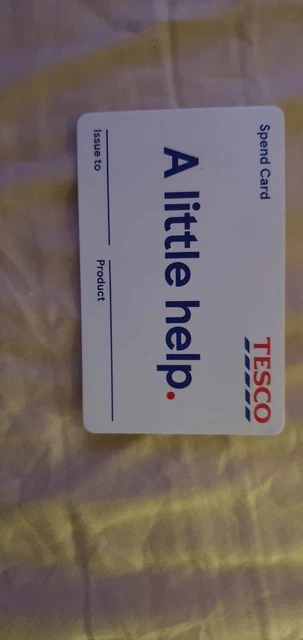 Spend Card
TESCO
A little help.
Issue to
Product